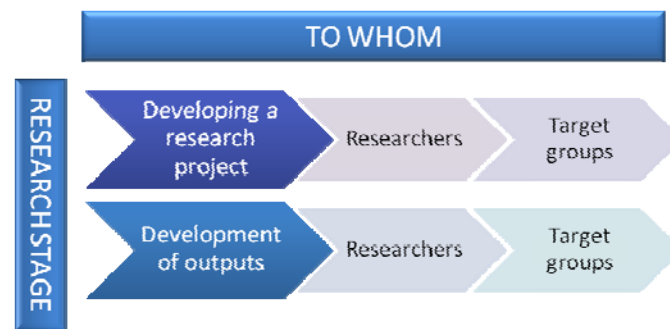 TO WHOM
RESEARCH STAGE
Developing a
research
project
Researchers
Target
groups
Development
of outputs
Researchers
Target
groups